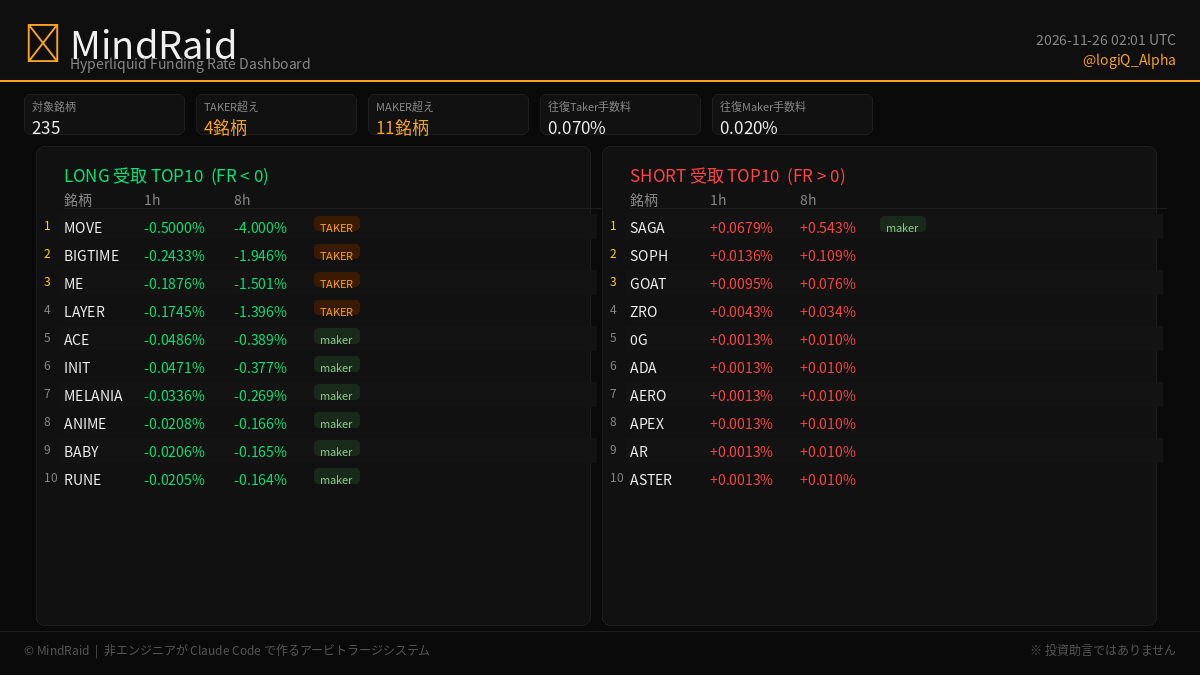 MindRaid
Hyperliquid Funding Rate Dashboard
2026-11-26 02:01 UTC
@logiQ_Alpha
対象銘柄
235
TAKER超え
4銘柄
MAKER超え
11銘柄
往復Taker手数料
0.070%
往復Maker手数料
0.020%
LONG 受取 TOP10 (FR < 0)
銘柄 1h 8h
1 MOVE -0.5000% -4.000% TAKER
2 BIGTIME -0.2433% -1.946% TAKER
3 ME -0.1876% -1.501% TAKER
4 LAYER -0.1745% -1.396% TAKER
5 ACE -0.0486% -0.389% maker
6 INIT -0.0471% -0.377% maker
7 MELANIA -0.0336% -0.269% maker
8 ANIME -0.0208% -0.166% maker
9 BABY -0.0206% -0.165% maker
10 RUNE -0.0205% -0.164% maker
SHORT 受取 TOP10 (FR > 0)
銘柄 1h 8h
1 SAGA +0.0679% +0.543% maker
2 SOPH +0.0136% +0.109%
3 GOAT +0.0095% +0.076%
4 ZRO +0.0043% +0.034%
5 0G +0.0013% +0.010%
6 ADA +0.0013% +0.010%
7 AERO +0.0013% +0.010%
8 APEX +0.0013% +0.010%
9 AR +0.0013% +0.010%
10 ASTER +0.0013% +0.010%
© MindRaid | 非エンジニアが Claude Code で作るアービトラージシステム
※ 投資助言ではありません